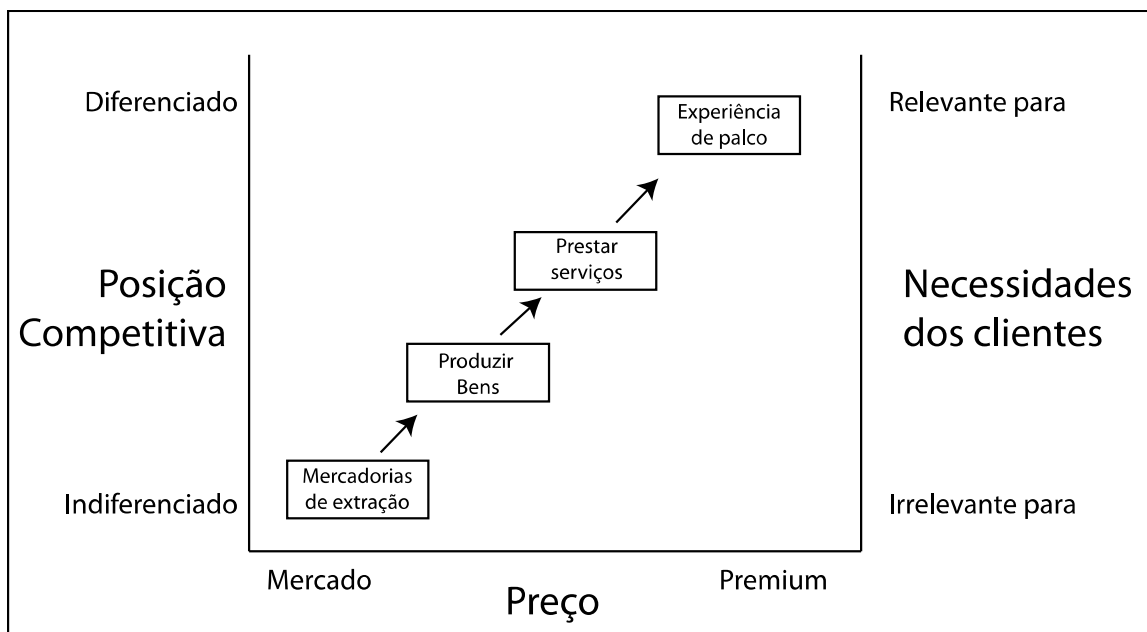 Diferenciado
Experiência
de palco
Relevante para
Prestar
serviços
Posição
Competitiva
Necessidades
dos clientes
Produzir
Bens
Mercadorias
de extração
Indiferenciado
Irrelevante para
Mercado
Preço
Premium